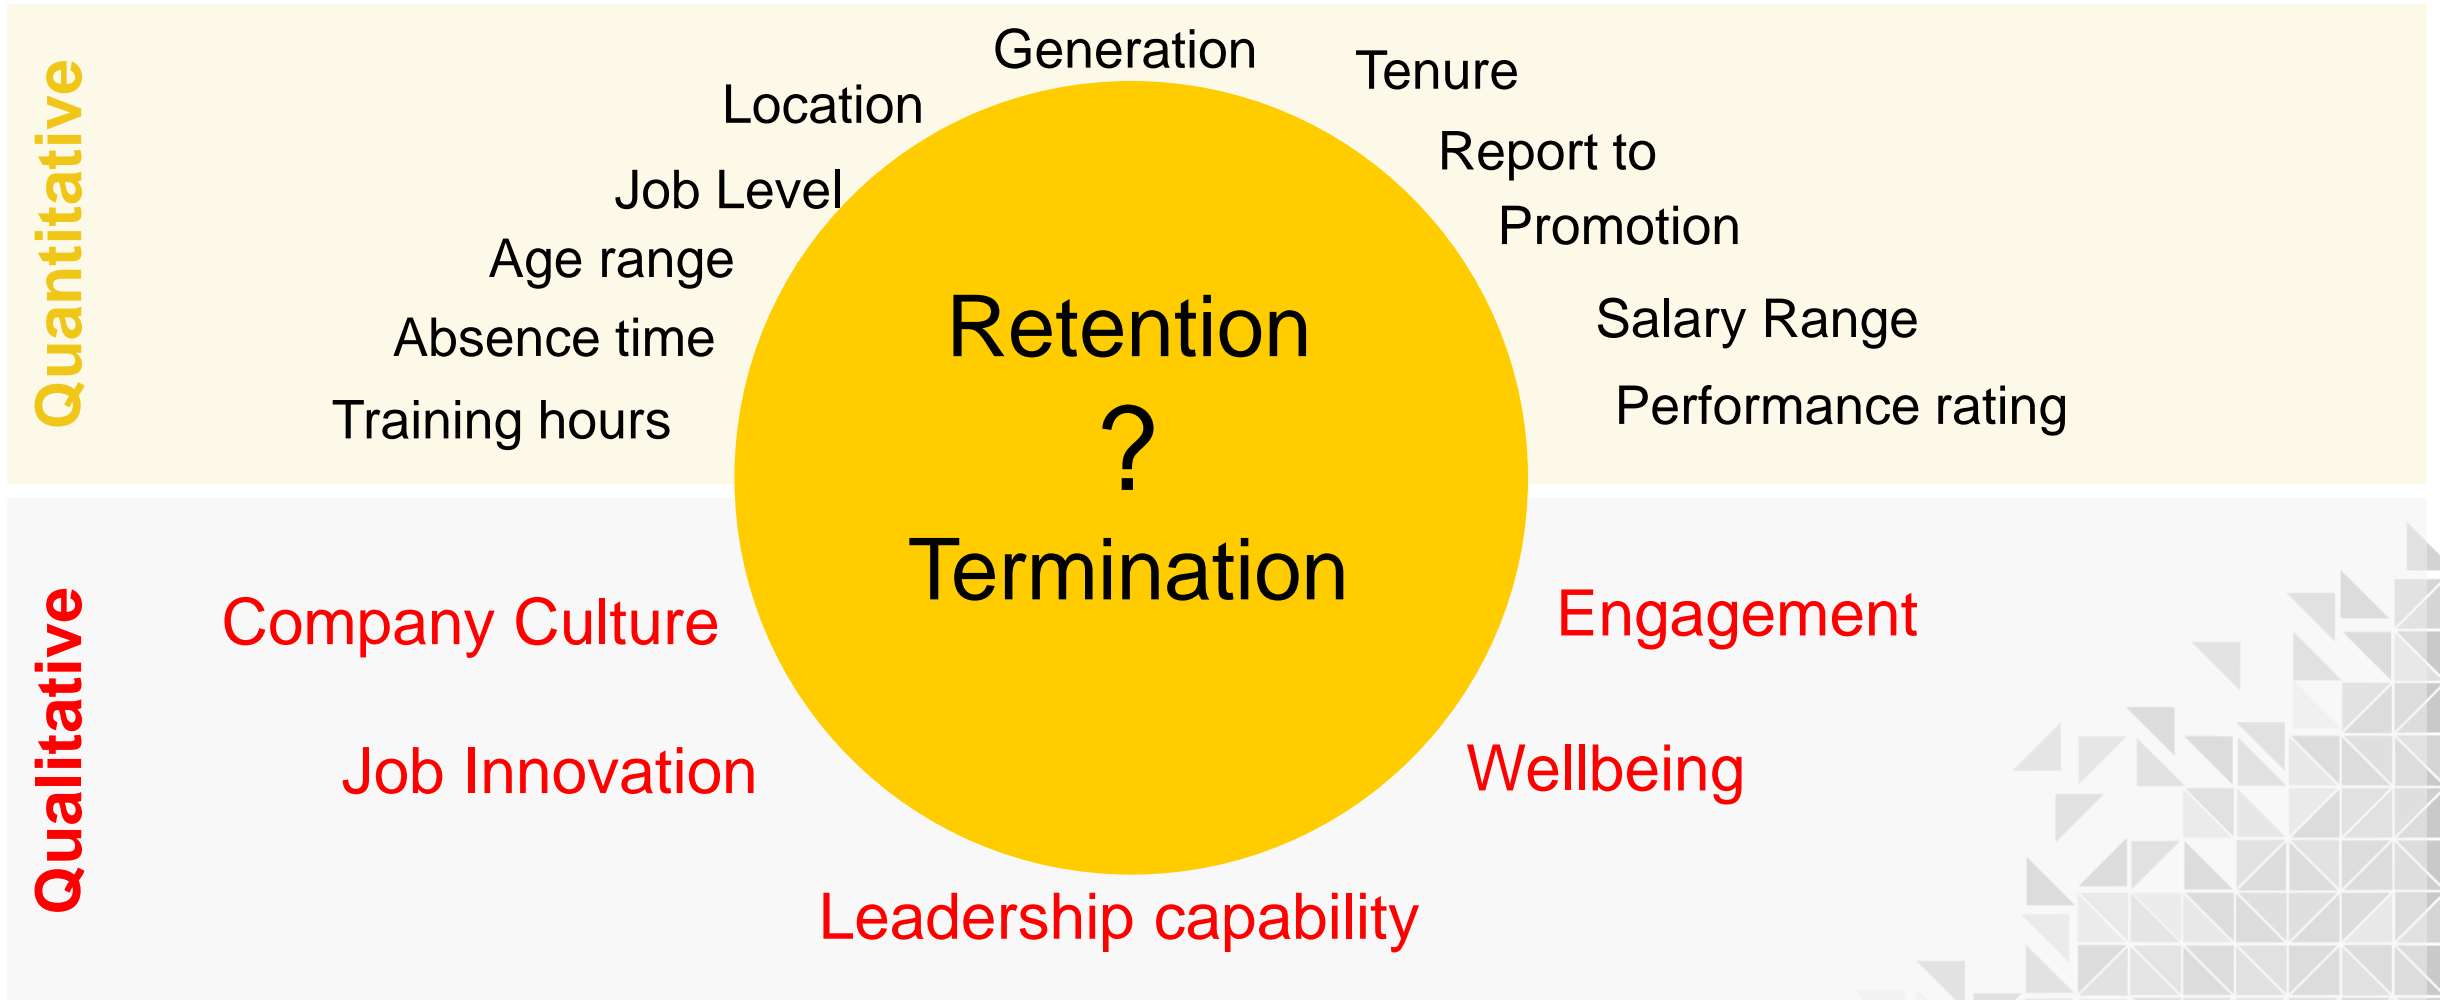 Quantitative
Generation
Tenure
Location
Report to
Job Level
Promotion
Age range
Salary Range
Absence time
Performance rating
Training hours
Retention
?
Termination
Qualitative
Company Culture
Engagement
Job Innovation
Wellbeing
Leadership capability